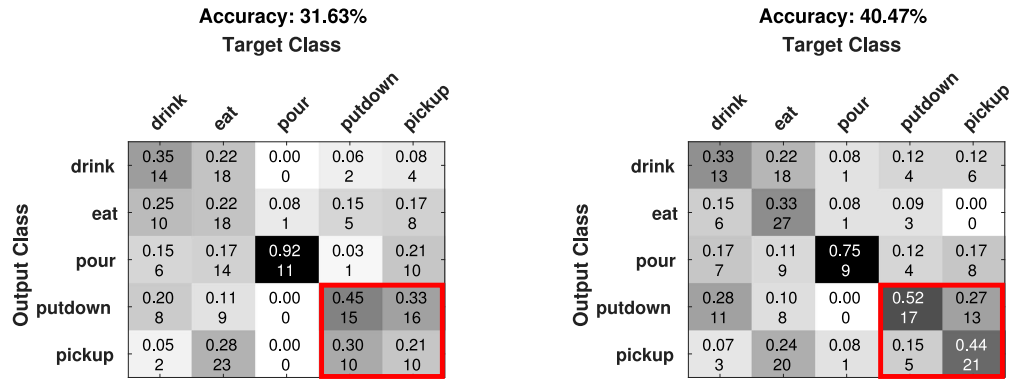 Accuracy: 31.63%
Target Class
drink eat pour putdown pickup
Output Class
drink 0.35 0.22 0.00 0.06 0.08
14 18 0 2 4
eat 0.25 0.22 0.08 0.15 0.17
10 18 1 5 8
pour 0.15 0.17 0.92 0.03 0.21
6 14 11 1 10
putdown 0.20 0.11 0.00 0.45 0.33
8 9 0 15 16
pickup 0.05 0.28 0.00 0.30 0.21
2 23 0 10 10
Accuracy: 40.47%
Target Class
drink eat pour putdown pickup
Output Class
drink 0.33 0.22 0.08 0.12 0.12
13 18 1 4 6
eat 0.15 0.33 0.08 0.09 0.00
6 27 1 3 0
pour 0.17 0.11 0.75 0.12 0.17
7 9 9 4 8
putdown 0.28 0.10 0.00 0.52 0.27
11 8 0 17 13
pickup 0.07 0.24 0.08 0.15 0.44
3 20 1 5 21